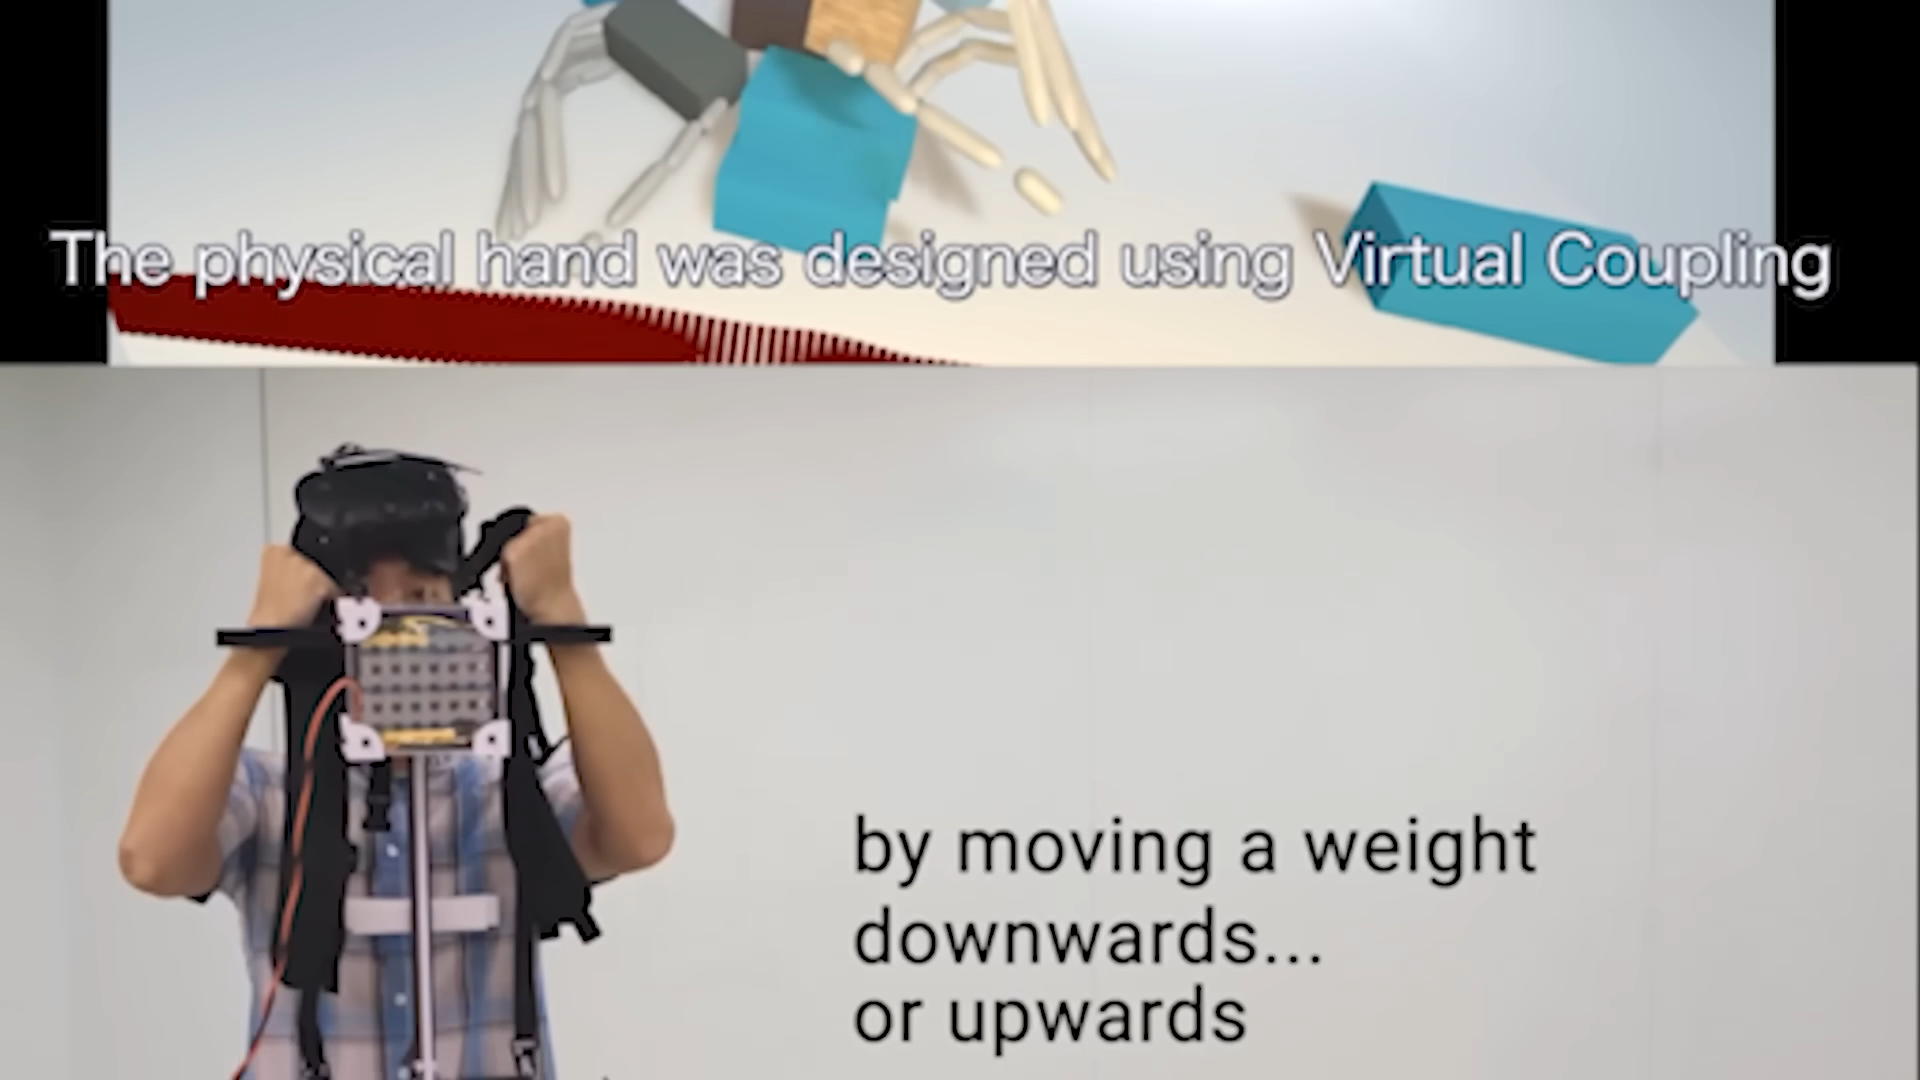 The physical hand was designed using Virtual Coupling
by moving a weight
downwards...
or upwards